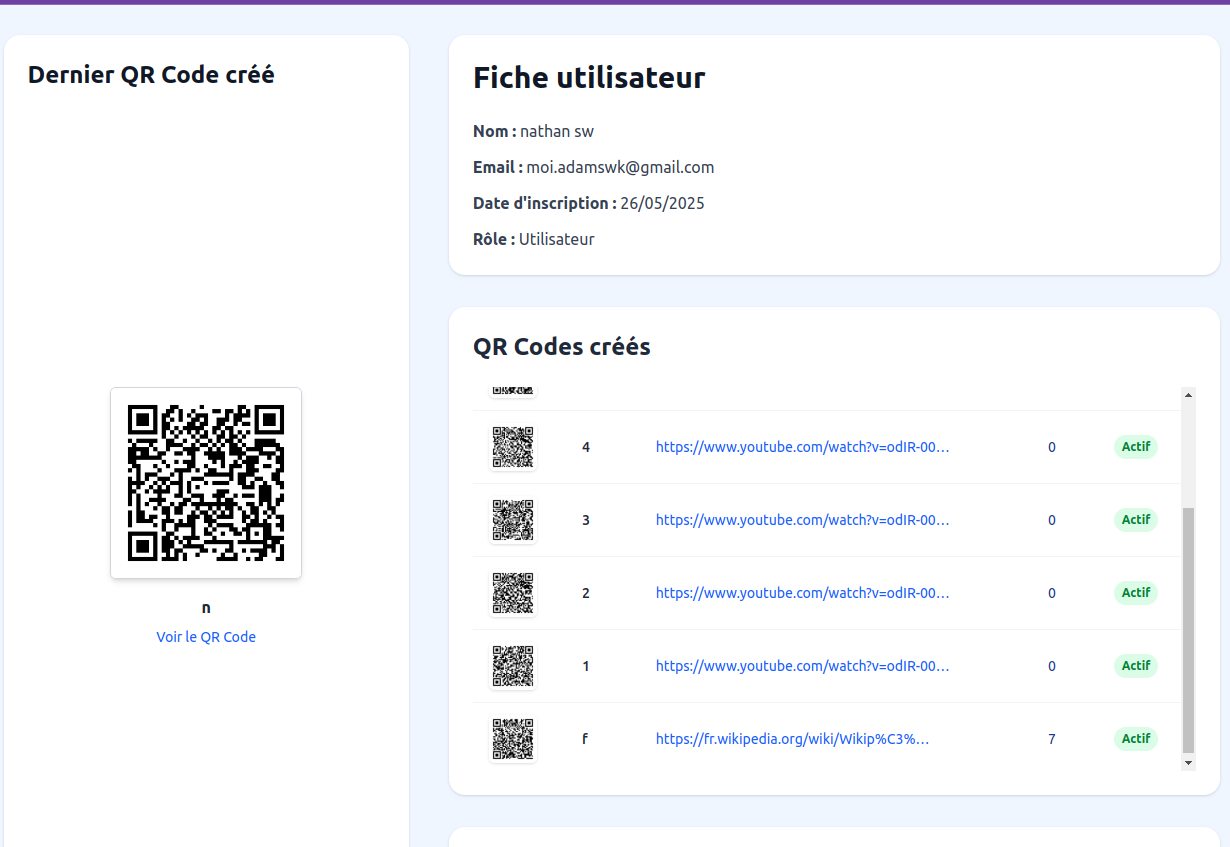 Dernier QR Code créé
n
Voir le QR Code
Fiche utilisateur
Nom : nathan sw
Email : moi.adamswk@gmail.com
Date d'inscription : 26/05/2025
Rôle : Utilisateur
QR Codes créés
4 https://www.youtube.com/watch?v=odIR-00… 0 Actif
3 https://www.youtube.com/watch?v=odIR-00… 0 Actif
2 https://www.youtube.com/watch?v=odIR-00… 0 Actif
1 https://www.youtube.com/watch?v=odIR-00… 0 Actif
f https://fr.wikipedia.org/wiki/Wikip%C3%… 7 Actif